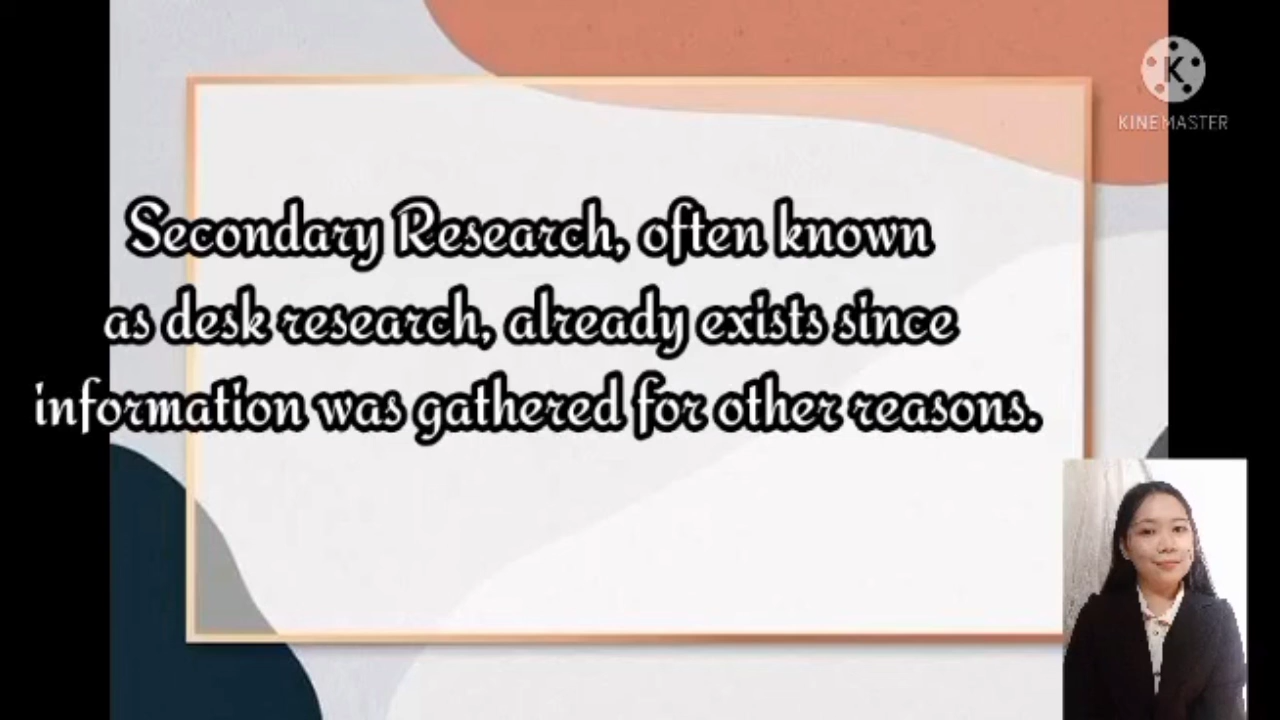 Secondary Research, often known
as desk research, already exists since
information was gathered for other reasons.
K
KINEMASTER